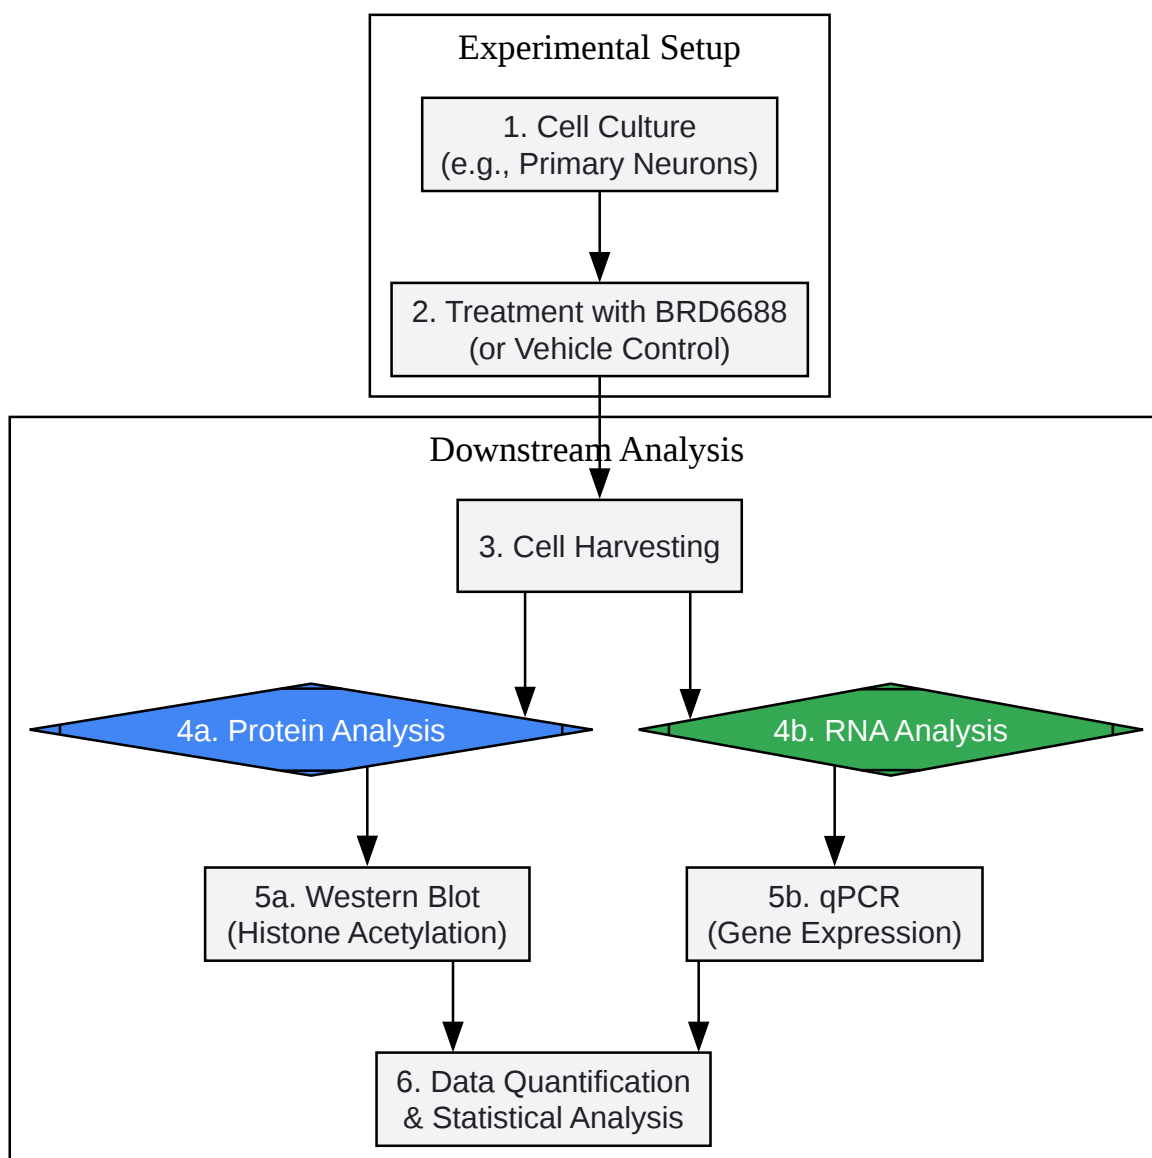 Experimental Setup
1. Cell Culture
(e.g., Primary Neurons)
2. Treatment with BRD6688
(or Vehicle Control)
Downstream Analysis
3. Cell Harvesting
4a. Protein Analysis
4b. RNA Analysis
5a. Western Blot
(Histone Acetylation)
5b. qPCR
(Gene Expression)
6. Data Quantification
& Statistical Analysis